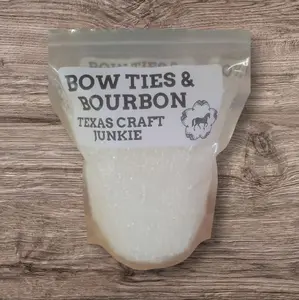 BOW TIES &
BOURBON
TEXAS CRAFT
JUNKIE